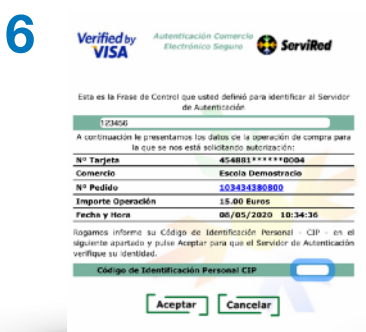 6
Verified by
VISA
Autenticación Comercio
Electrónico Seguro
ServiRed
Esta es la Frase de Control que usted definió para identificar al Servidor
de Autenticación
123456
A continuación le presentamos los datos de la operación de compra para
la que se nos está solicitando autorización:
Nº Tarjeta 454881******0004
Comercio Escola Demostracio
Nº Pedido 103434380800
Importe Operación 15.00 Euros
Fecha y Hora 08/05/2020 10:34:36
Rogamos informe su Código de Identificación Personal - CIP - en el
siguiente apartado y pulse Aceptar para que el Servidor de Autenticación
verifique su identidad.
Código de Identificación Personal CIP
Aceptar Cancelar